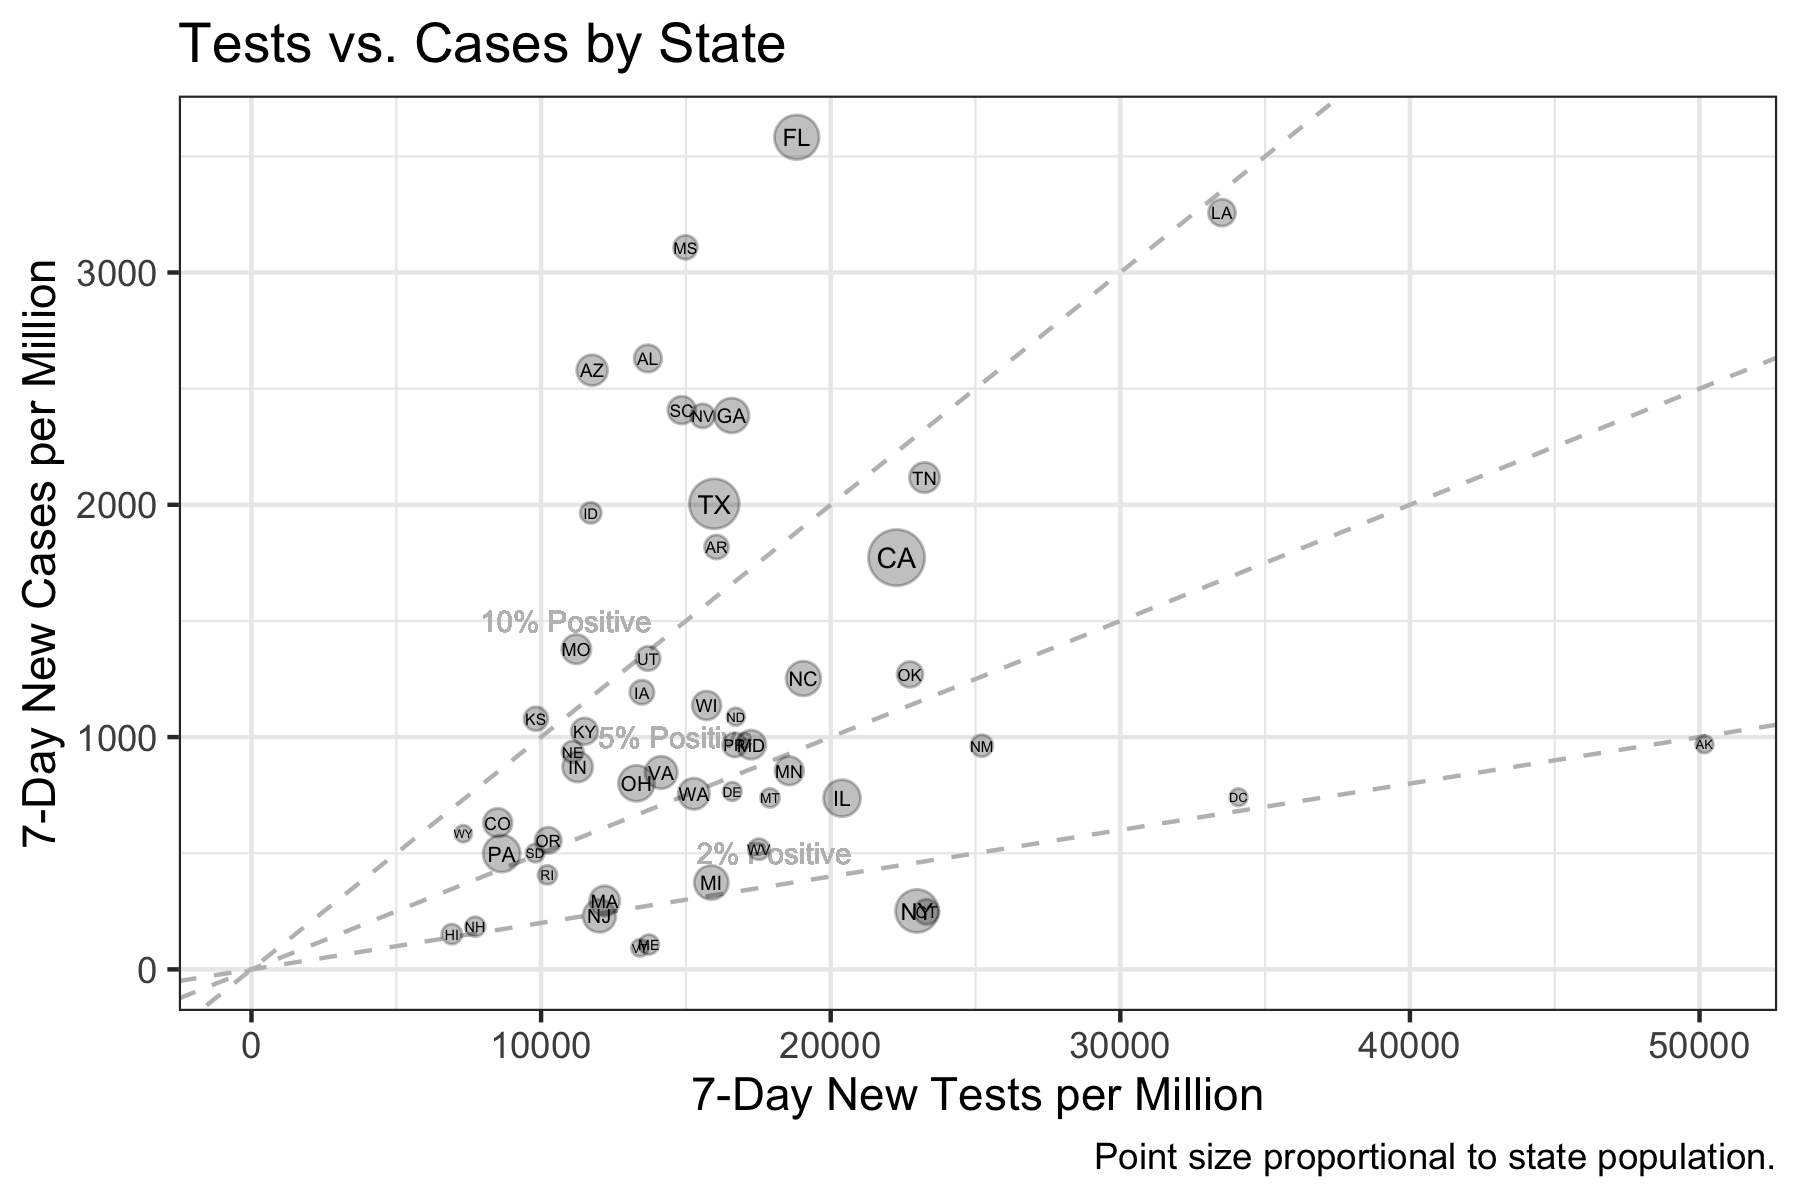 Tests vs. Cases by State
7-Day New Cases per Million
3000
2000
1000
0
FL
LA
MS
AL
AZ
SC
NV
GA
TN
TX
ID
AR
CA
10% Positive
MO
UT
NC
OK
IA
WI
ND
KS
KY
5% Positive
PR
MD
NM
AK
NE
IN
VA
MN
OH
WA
DE
MT
IL
DC
CO
WY
OR
PA
SD
WV
2% Positive
RI
MI
MA
NJ
NY
CT
NH
HI
VT
ME
0
10000
20000
30000
40000
50000
7-Day New Tests per Million
Point size proportional to state population.